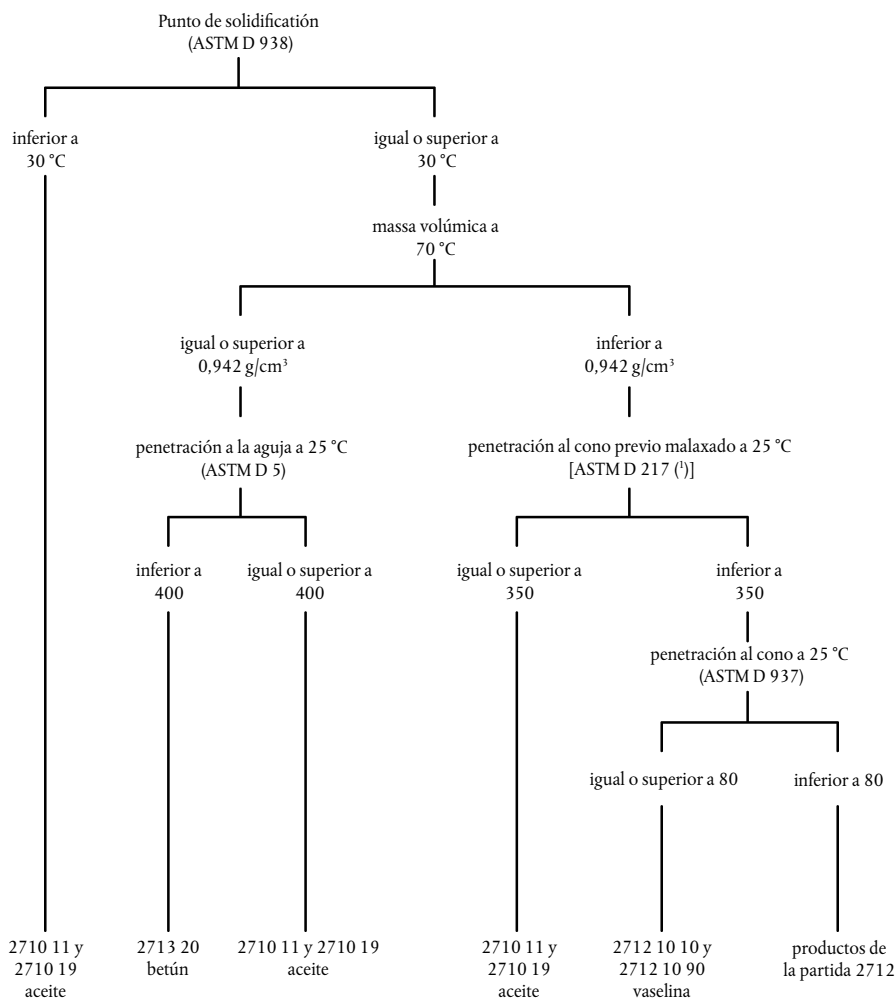 Punto de solidificatión
(ASTM D 938)
inferior a
30 °C
igual o superior a
30 °C
massa volúmica a
70 °C
igual o superior a
0,942 g/cm³
inferior a
0,942 g/cm³
penetración a la aguja a 25 °C
(ASTM D 5)
penetración al cono previo malaxado a 25 °C
[ASTM D 217 (¹)]
inferior a
400
igual o superior a
400
igual o superior a
350
inferior a
350
penetración al cono a 25 °C
(ASTM D 937)
igual o superior a 80
inferior a 80
2710 11 y
2710 19
aceite
2713 20
betún
2710 11 y 2710 19
aceite
2710 11 y
2710 19
aceite
2712 10 10 y
2712 10 90
vaselina
productos de
la partida 2712